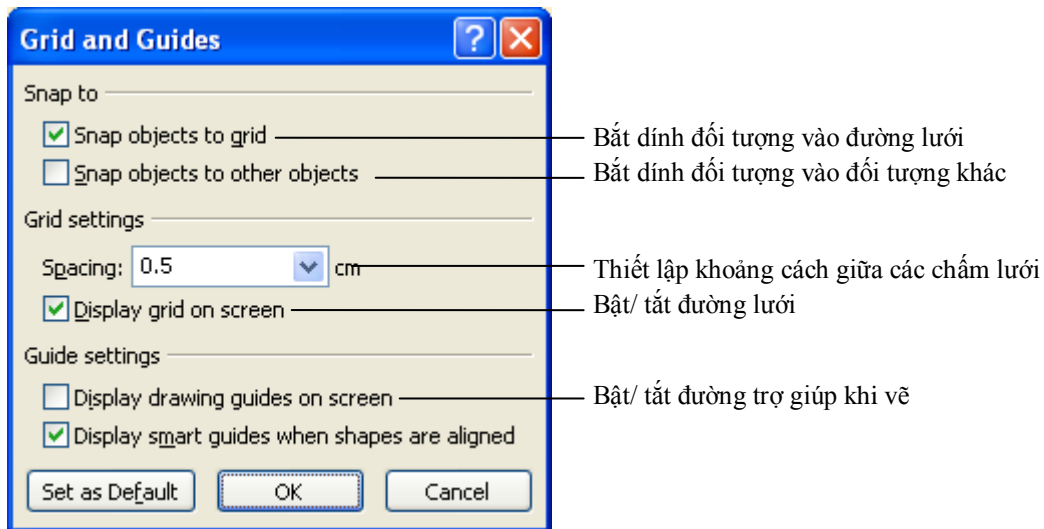 Grid and Guides
Snap to
Snap objects to grid Bắt dính đối tượng vào đường lưới
Snap objects to other objects Bắt dính đối tượng vào đối tượng khác
Grid settings
Spacing: 0.5 cm Thiết lập khoảng cách giữa các chấm lưới
Display grid on screen Bật/ tắt đường lưới
Guide settings
Display drawing guides on screen Bật/ tắt đường trợ giúp khi vẽ
Display smart guides when shapes are aligned
Set as Default OK Cancel